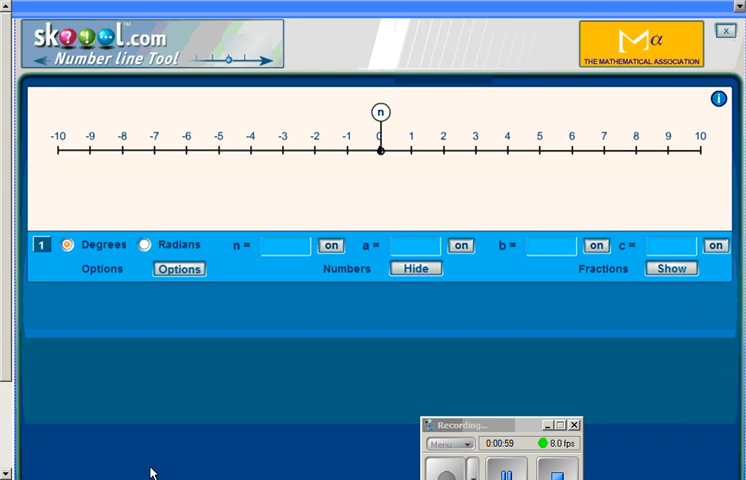 skoool.com
Number line Tool
Mα
THE MATHEMATICAL ASSOCIATION
x
i
n
-10 -9 -8 -7 -6 -5 -4 -3 -2 -1 0 1 2 3 4 5 6 7 8 9 10
1 Degrees Radians n = on a = on b = on c = on
Options Options Numbers Hide Fractions Show
Recording...
Menu 0:00:59 8.0 fps